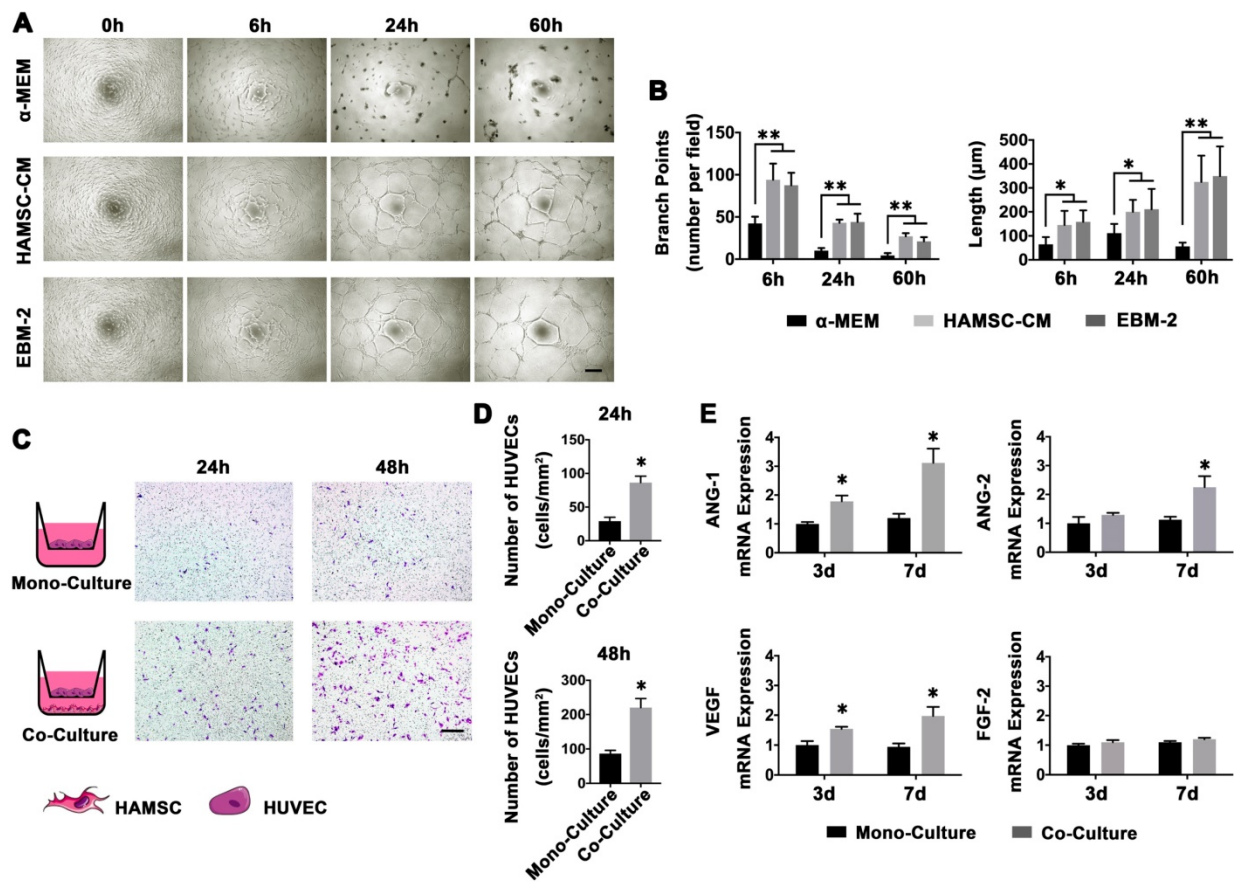 A
0h 6h 24h 60h
α-MEM
HAMSC-CM
EBM-2
B
Branch Points
(number per field)
150
100
50
0
6h 24h 60h
Length (μm)
500
400
300
200
100
0
6h 24h 60h
** ** **
* * **
α-MEM HAMSC-CM EBM-2
C
24h 48h
Mono-Culture
Co-Culture
HAMSC HUVEC
D
24h
Number of HUVECs
(cells/mm²)
150
100
50
0
*
Mono-Culture
Co-Culture
48h
Number of HUVECs
(cells/mm²)
300
200
100
0
*
Mono-Culture
Co-Culture
E
ANG-1
mRNA Expression
4
3
2
1
0
* *
3d 7d
ANG-2
mRNA Expression
4
3
2
1
0
*
3d 7d
VEGF
mRNA Expression
4
3
2
1
0
* *
3d 7d
FGF-2
mRNA Expression
4
3
2
1
0
3d 7d
Mono-Culture Co-Culture